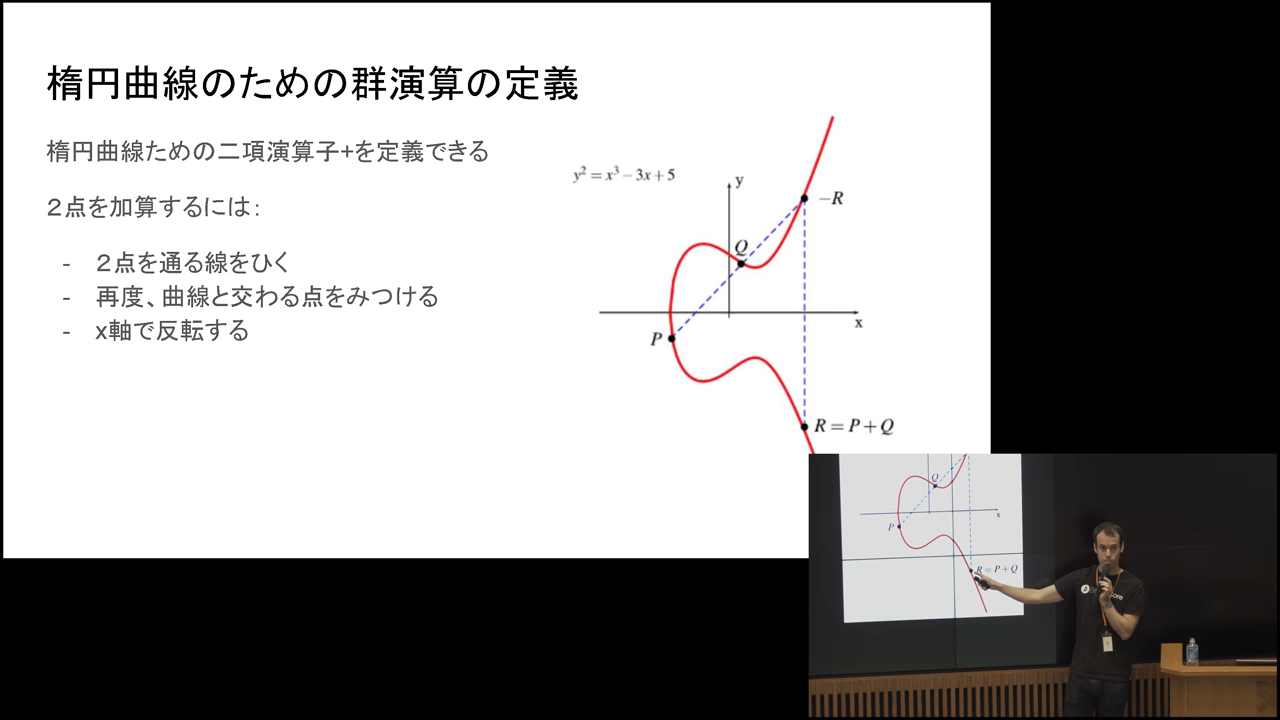 楕円曲線のための群演算の定義
楕円曲線ための二項演算子+を定義できる
２点を加算するには：
- ２点を通る線をひく
- 再度、曲線と交わる点をみつける
- x軸で反転する
y² = x³ − 3x + 5
y
−R
Q
x
P
R = P + Q
Q
x
P
R = P + Q